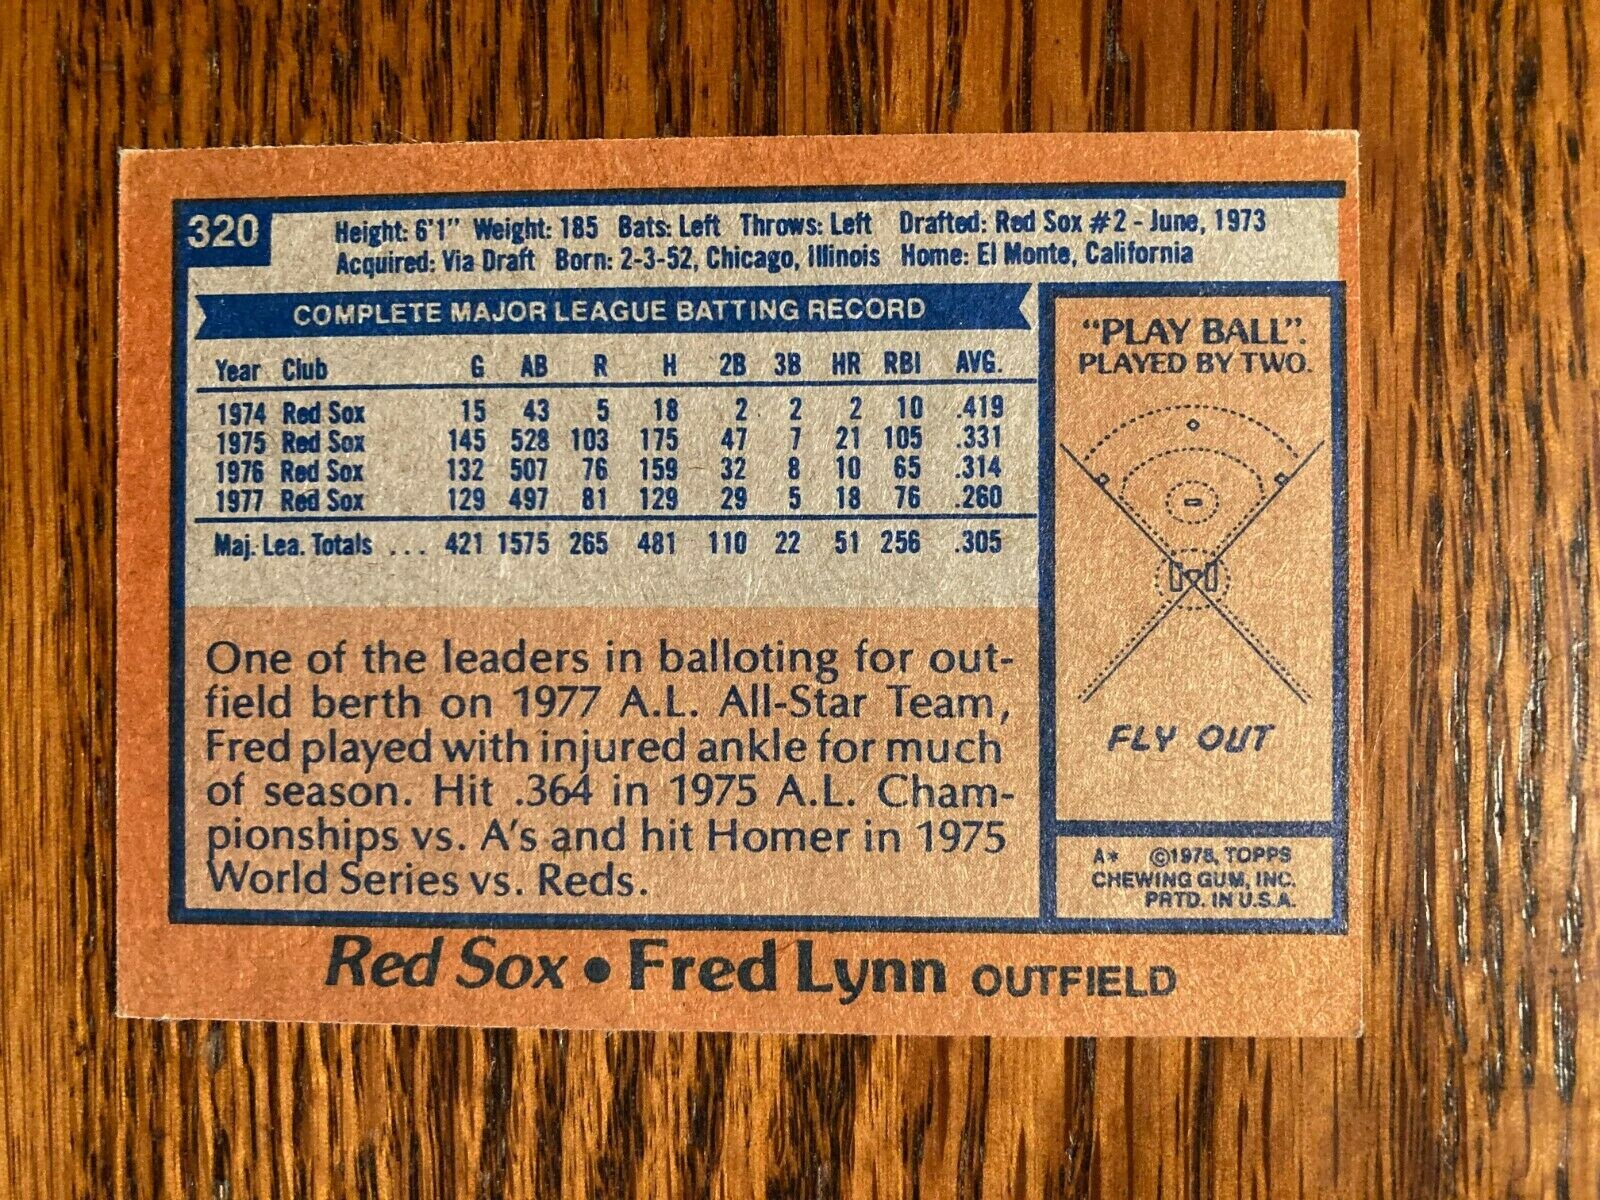 320
Height: 6'1" Weight: 185 Bats: Left Throws: Left Drafted: Red Sox #2 - June, 1973
Acquired: Via Draft Born: 2-3-52, Chicago, Illinois Home: El Monte, California
COMPLETE MAJOR LEAGUE BATTING RECORD
Year Club G AB R H 2B 3B HR RBI AVG.
1974 Red Sox 15 43 5 18 2 2 2 10 .419
1975 Red Sox 145 528 103 175 47 7 21 105 .331
1976 Red Sox 132 507 76 159 32 8 10 65 .314
1977 Red Sox 129 497 81 129 29 5 18 76 .260
Maj. Lea. Totals ... 421 1575 265 481 110 22 51 256 .305
One of the leaders in balloting for out-
field berth on 1977 A.L. All-Star Team,
Fred played with injured ankle for much
of season. Hit .364 in 1975 A.L. Cham-
pionships vs. A's and hit Homer in 1975
World Series vs. Reds.
"PLAY BALL".
PLAYED BY TWO.
FLY OUT
A* ©1978, TOPPS
CHEWING GUM, INC.
PRTD. IN U.S.A.
Red Sox • Fred Lynn OUTFIELD